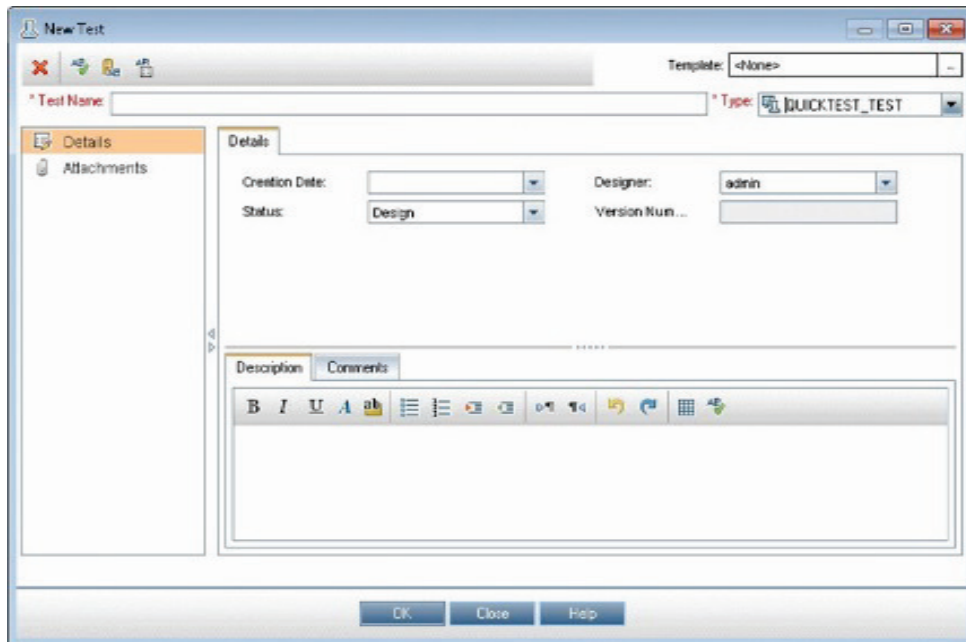 New Test
Template: <None> ...
* Test Name: * Type: QUICKTEST_TEST
Details
Attachments
Details
Creation Date: Designer: admin
Status: Design Version Num...
Description Comments
B I U A ab
OK Close Help